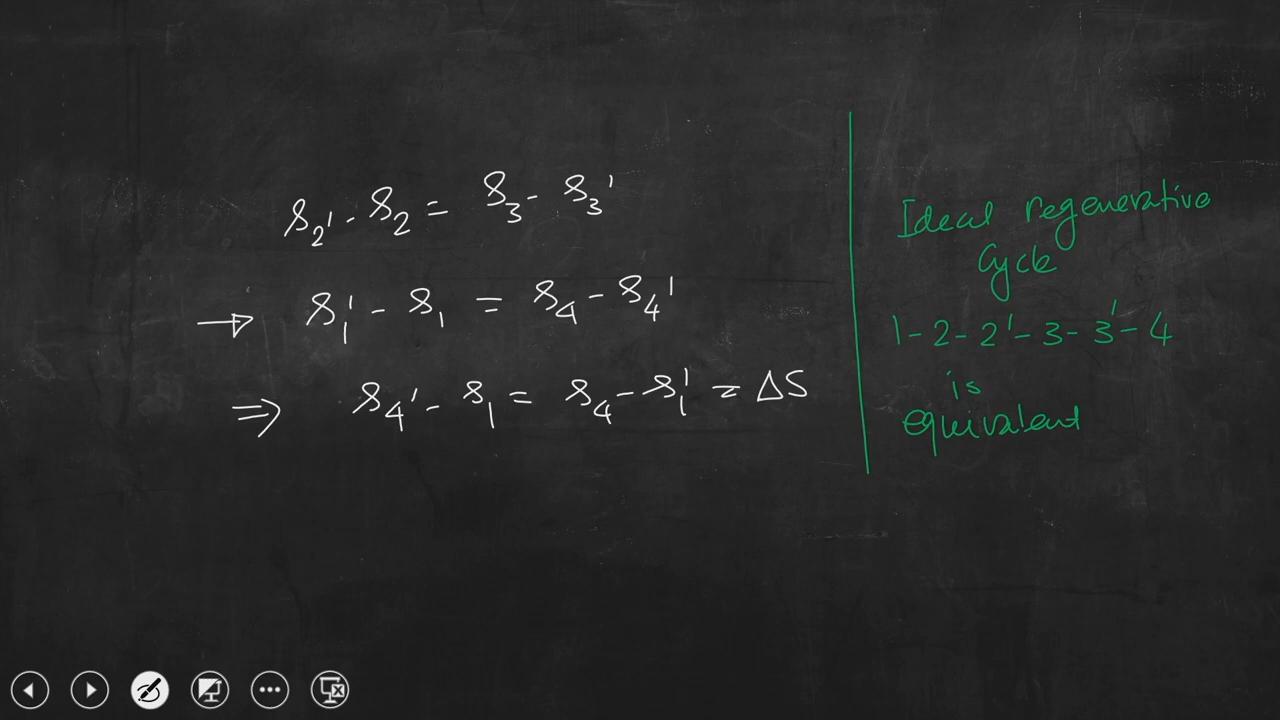 s₂' - s₂ = s₃ - s₃'
→ s₁' - s₁ = s₄ - s₄'
⇒ s₄' - s₁ = s₄ - s₁' = ΔS
Ideal regenerative
Cycle
1-2-2'-3-3'-4
is
equivalent